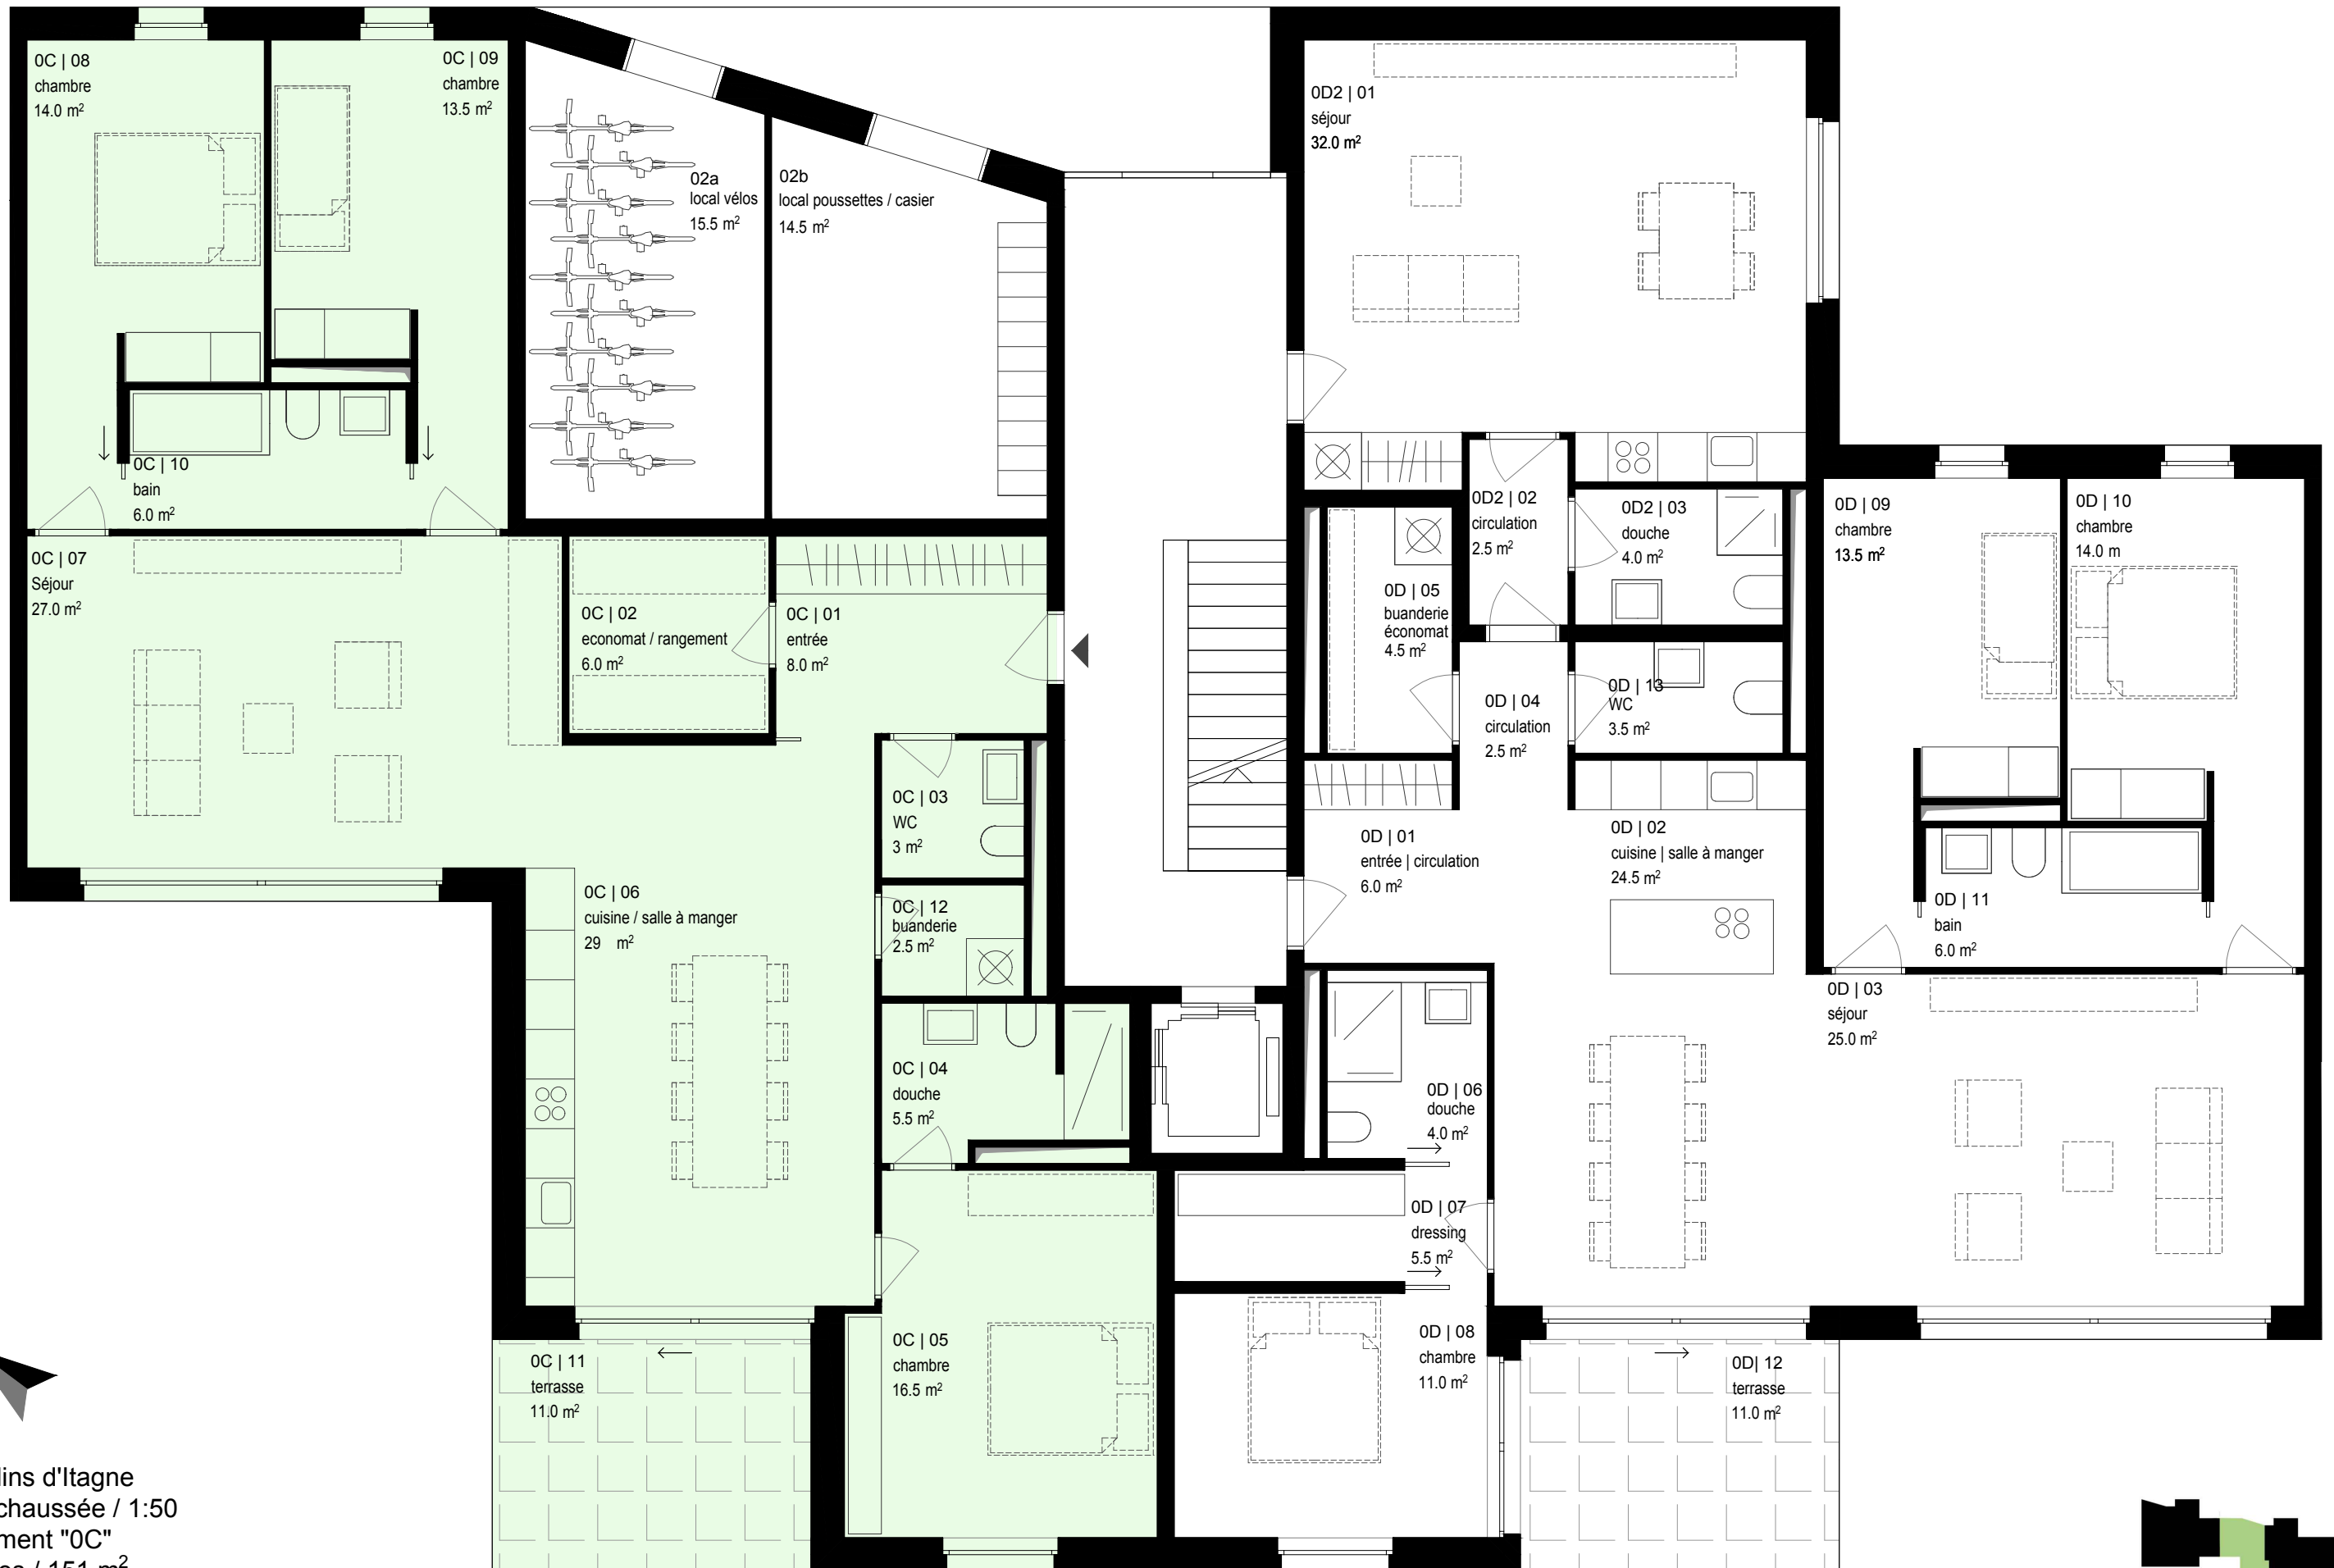 0C | 08
chambre
14.0 m²
0C | 09
chambre
13.5 m²
02a
local vélos
15.5 m²
02b
local poussettes / casier
14.5 m²
0D2 | 01
séjour
32.0 m²
0C | 10
bain
6.0 m²
0C | 07
Séjour
27.0 m²
0C | 02
economat / rangement
6.0 m²
0C | 01
entrée
8.0 m²
0D2 | 02
circulation
2.5 m²
0D2 | 03
douche
4.0 m²
0D | 05
buanderie
économat
4.5 m²
0D | 04
circulation
2.5 m²
0D | 13
WC
3.5 m²
0D | 09
chambre
13.5 m²
0D | 10
chambre
14.0 m
0C | 03
WC
3 m²
0C | 12
buanderie
2.5 m²
0C | 06
cuisine / salle à manger
29 m²
0D | 01
entrée | circulation
6.0 m²
0D | 02
cuisine | salle à manger
24.5 m²
0D | 11
bain
6.0 m²
0D | 03
séjour
25.0 m²
0C | 04
douche
5.5 m²
0D | 06
douche
4.0 m²
0D | 07
dressing
5.5 m²
0C | 05
chambre
16.5 m²
0D | 08
chambre
11.0 m²
0C | 11
terrasse
11.0 m²
0D| 12
terrasse
11.0 m²
lins d'Itagne
chaussée / 1:50
ment "0C"
/ 151 m²